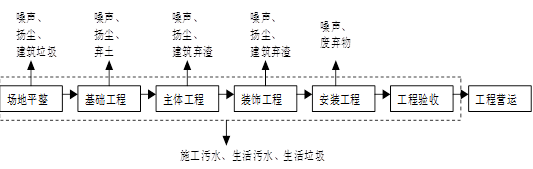 噪声、 噪声、 噪声、 噪声、 噪声、
扬尘、 扬尘、 扬尘、 扬尘、 废弃物
建筑垃圾 弃土 建筑弃渣 建筑弃渣
场地平整 基础工程 主体工程 装饰工程 安装工程 工程验收 工程营运
施工污水、生活污水、生活垃圾